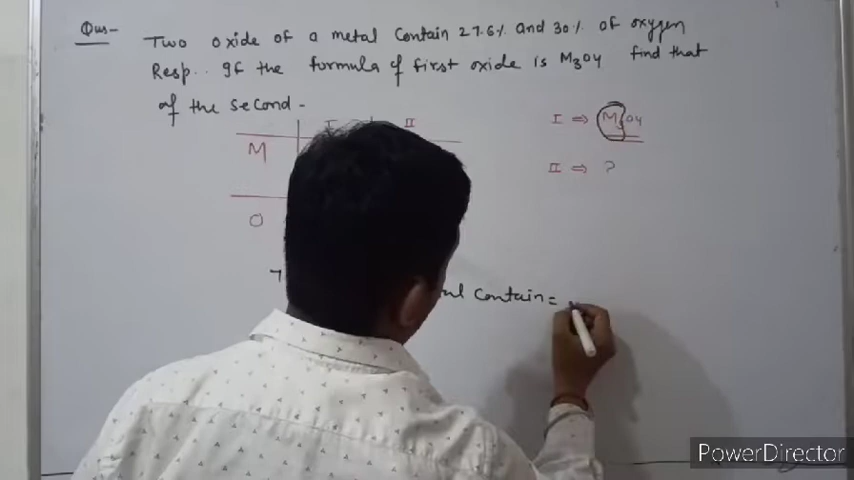 Qus- Two oxide of a metal Contain 27.6% and 30% of oxygen
Resp.. If the formula of first oxide is M3O4 find that
of the Second -
I II I ⇒ M3O4
M
II ⇒ ?
O
Contain =
PowerDirector